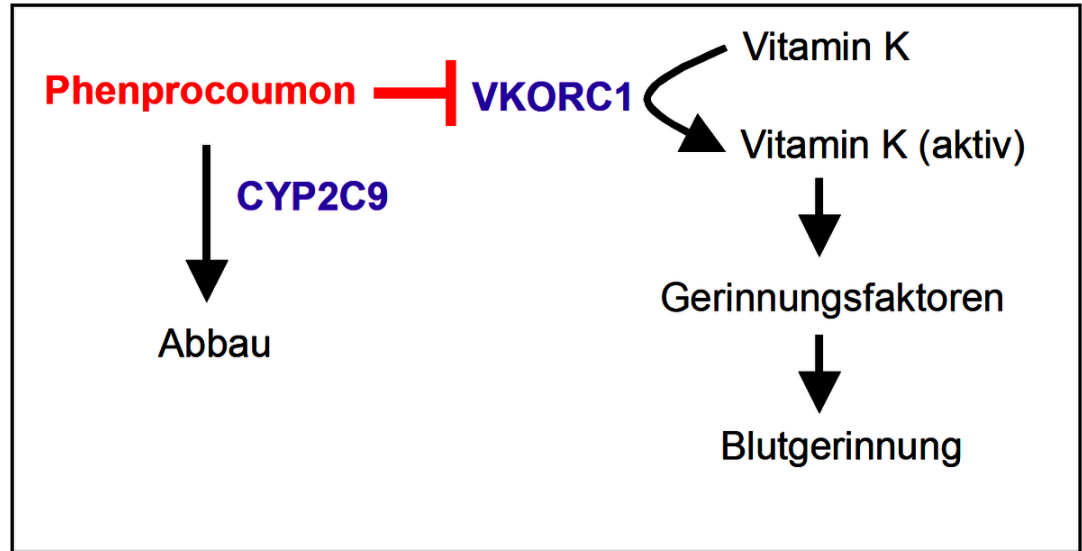 Vitamin K
Phenprocoumon
VKORC1
Vitamin K (aktiv)
CYP2C9
Gerinnungsfaktoren
Abbau
Blutgerinnung